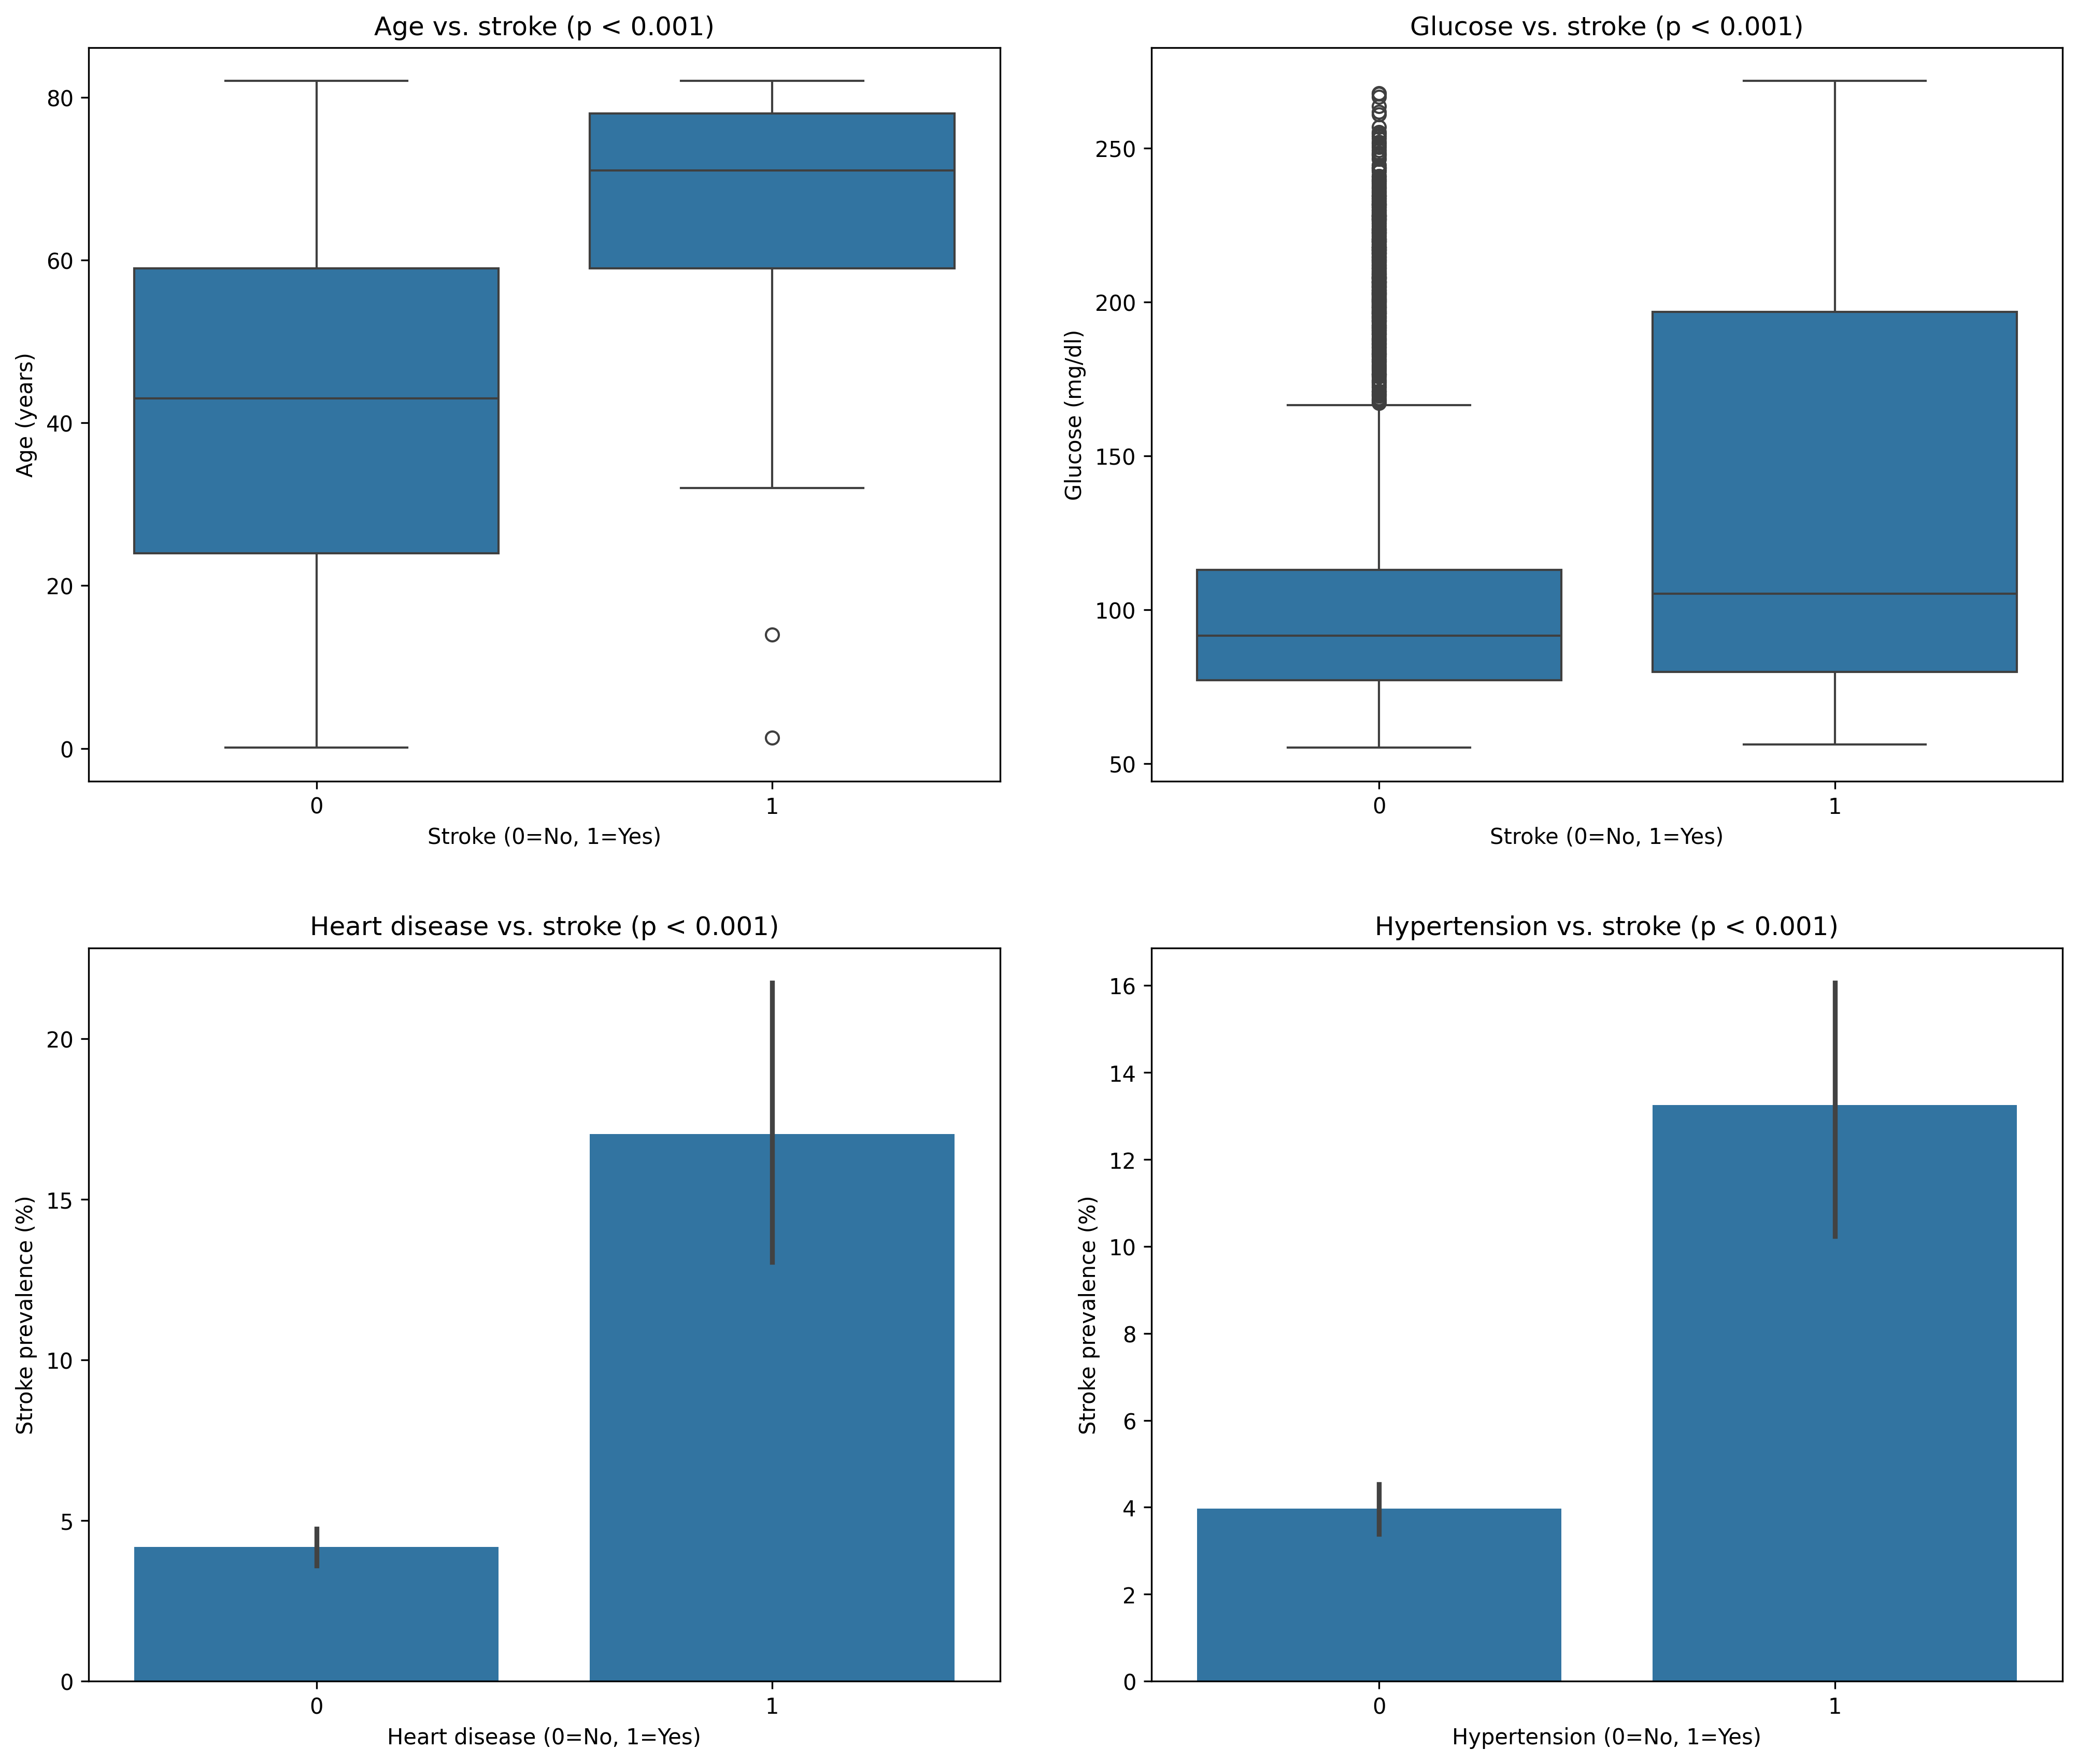 Age vs. stroke (p < 0.001)
80
60
40
20
0
Age (years)
0
1
Stroke (0=No, 1=Yes)
Glucose vs. stroke (p < 0.001)
250
200
150
100
50
Glucose (mg/dl)
0
1
Stroke (0=No, 1=Yes)
Heart disease vs. stroke (p < 0.001)
20
15
10
5
0
Stroke prevalence (%)
0
1
Heart disease (0=No, 1=Yes)
Hypertension vs. stroke (p < 0.001)
16
14
12
10
8
6
4
2
0
Stroke prevalence (%)
0
1
Hypertension (0=No, 1=Yes)